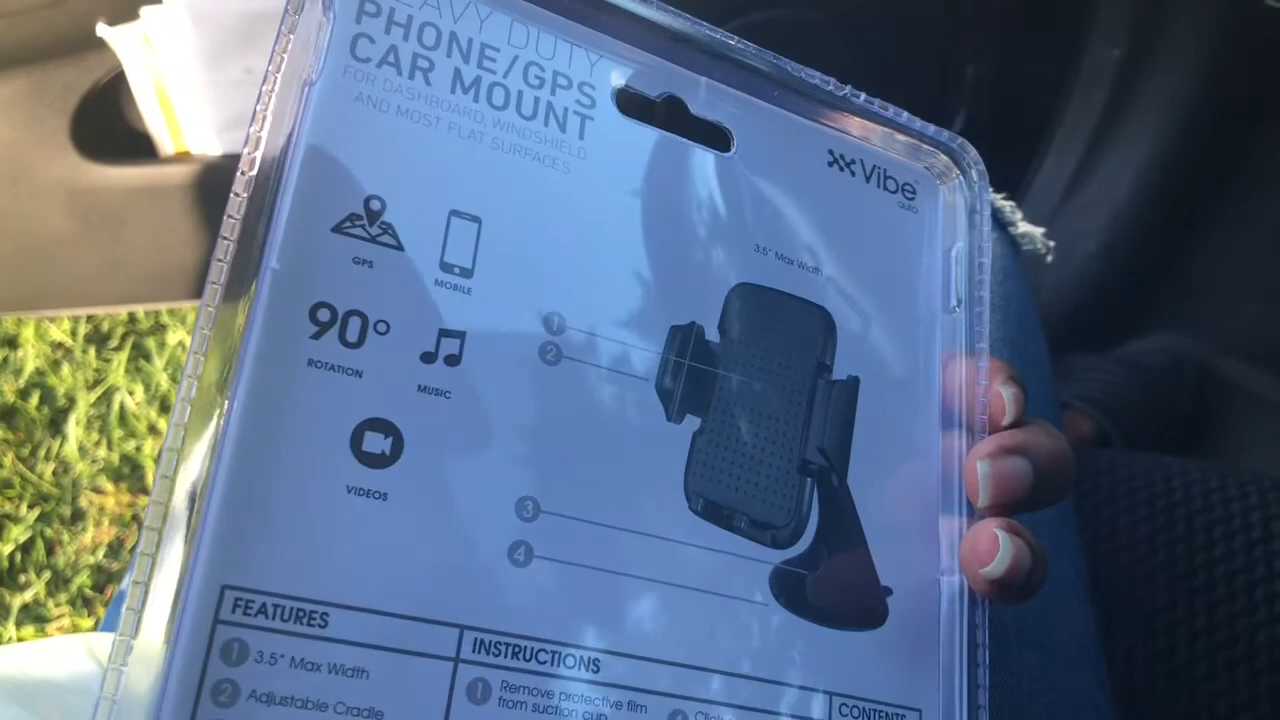 HEAVY DUTY
PHONE/GPS
CAR MOUNT
FOR DASHBOARD, WINDSHIELD
AND MOST FLAT SURFACES
Vibe
auto
GPS
MOBILE
90°
ROTATION
MUSIC
VIDEOS
3.5" Max Width
1
2
3
4
FEATURES
1 3.5" Max Width
2 Adjustable Cradle
INSTRUCTIONS
1 Remove protective film
from suction cup
CONTENTS